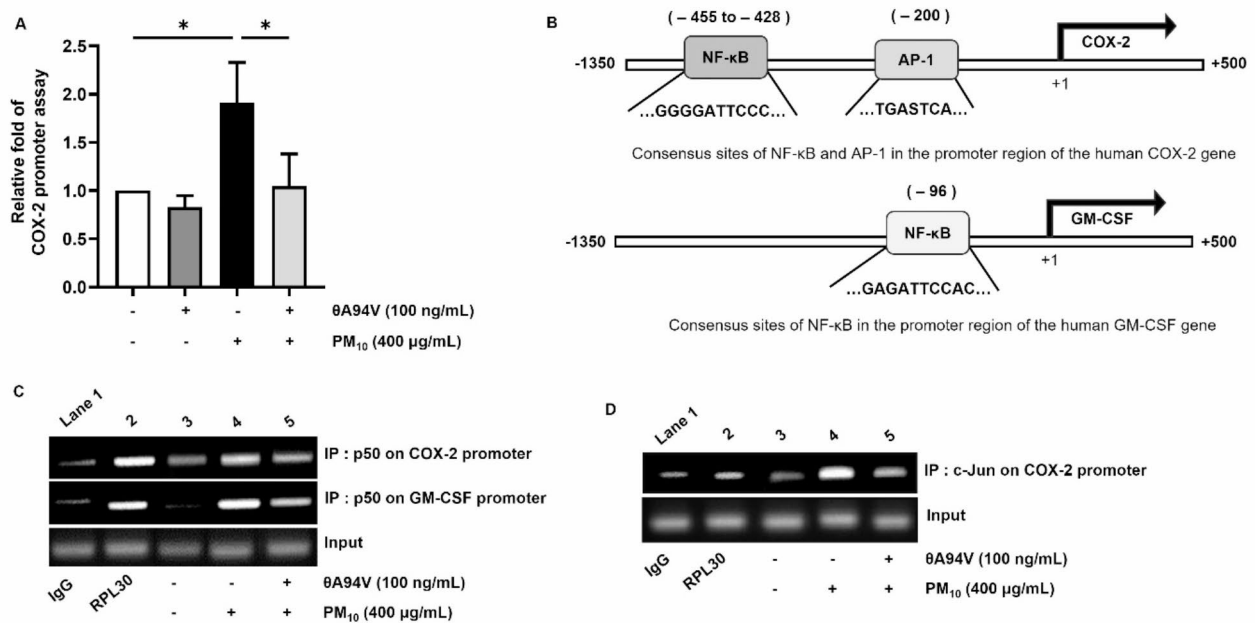 A
* *
Relative fold of
COX-2 promoter assay
2.5
2.0
1.5
1.0
0.5
0.0
- + - + θA94V (100 ng/mL)
- - + + PM₁₀ (400 µg/mL)
B
( – 455 to – 428) ( – 200)
NF-κB AP-1 COX-2
-1350 +500
+1
...GGGGATTCCC... ...TGASTCA...
Consensus sites of NF-κB and AP-1 in the promoter region of the human COX-2 gene
( – 96)
NF-κB GM-CSF
-1350 +500
+1
...GAGATTCCAC...
Consensus sites of NF-κB in the promoter region of the human GM-CSF gene
C
Lane 1 2 3 4 5
IP : p50 on COX-2 promoter
IP : p50 on GM-CSF promoter
Input
IgG RPL30 - - + θA94V (100 ng/mL)
- + + PM₁₀ (400 µg/mL)
D
Lane 1 2 3 4 5
IP : c-Jun on COX-2 promoter
Input
IgG RPL30 - - + θA94V (100 ng/mL)
- + + PM₁₀ (400 µg/mL)